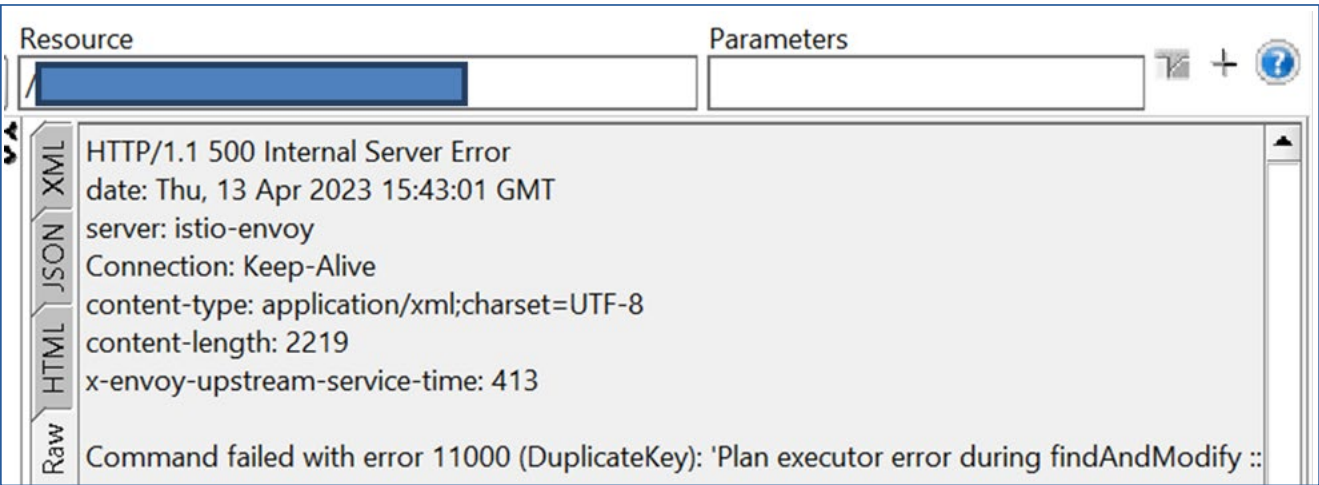 Resource
Parameters
/
?
XML
JSON
HTML
Raw
HTTP/1.1 500 Internal Server Error
date: Thu, 13 Apr 2023 15:43:01 GMT
server: istio-envoy
Connection: Keep-Alive
content-type: application/xml;charset=UTF-8
content-length: 2219
x-envoy-upstream-service-time: 413
Command failed with error 11000 (DuplicateKey): 'Plan executor error during findAndModify ::